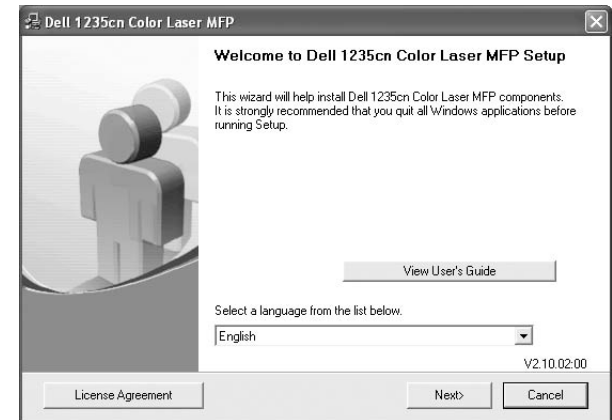 Dell 1235cn Color Laser MFP
Welcome to Dell 1235cn Color Laser MFP Setup
This wizard will help install Dell 1235cn Color Laser MFP components.
It is strongly recommended that you quit all Windows applications before
running Setup.
View User's Guide
Select a language from the list below.
English
V2.10.02:00
License Agreement
Next>
Cancel